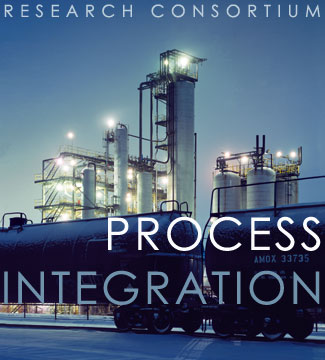 RESEARCH CONSORTIUM
PROCESS
INTEGRATION
AMOX 33735